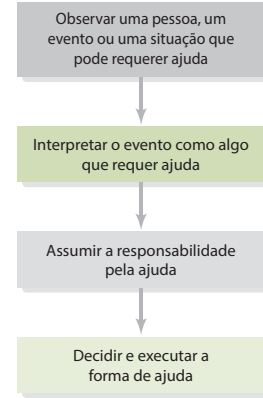 Observar uma pessoa, um
evento ou uma situação que
pode requerer ajuda
Interpretar o evento como algo
que requer ajuda
Assumir a responsabilidade
pela ajuda
Decidir e executar a
forma de ajuda